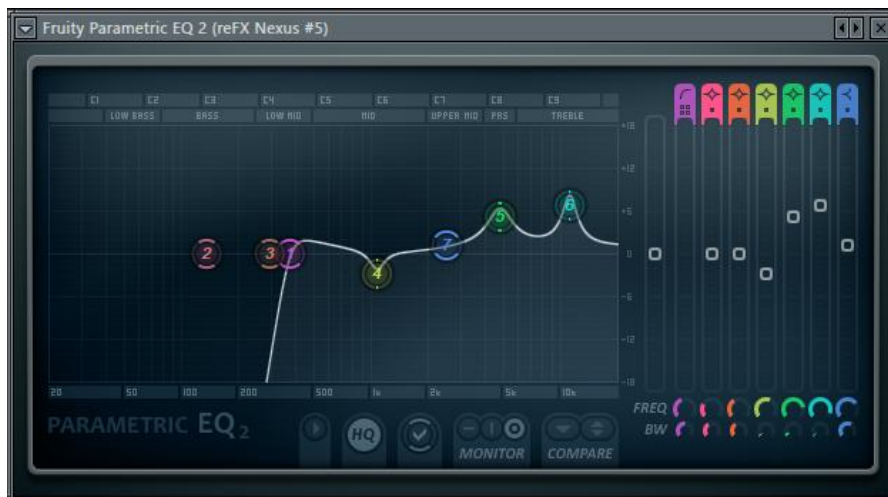 Fruity Parametric EQ 2 (reFX Nexus #5)
C1 C2 C3 C4 C5 C6 C7 C8 C9
LOW BASS BASS LOW MID MID UPPER MID PRS TREBLE
+18
+12
+6
0
-6
-12
-18
2 3 1 4 7 5 6
20 50 100 200 500 1k 2k 5k 10k
FREQ
BW
PARAMETRIC EQ 2
HQ
MONITOR COMPARE